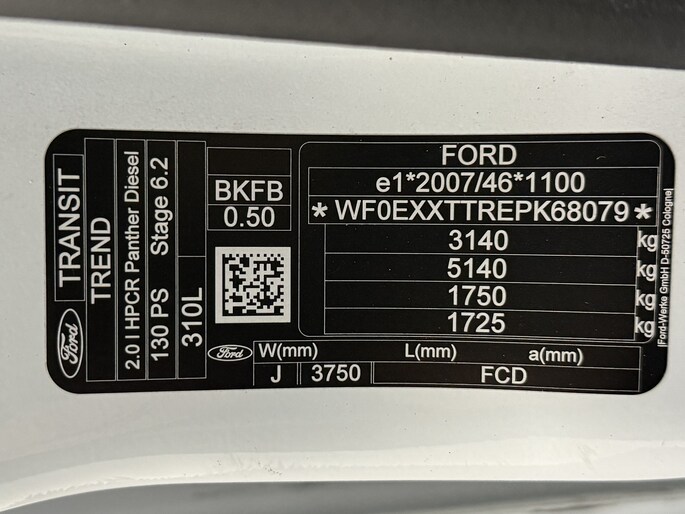 Ford
TRANSIT
TREND
2.0 l HPCR Panther Diesel
130 PS Stage 6.2
310L
BKFB
0.50
Ford
FORD
e1*2007/46*1100
* WF0EXXTTREPK68079 *
3140 kg
5140 kg
1750 kg
1725 kg
W(mm) L(mm) a(mm)
J 3750 FCD
Ford-Werke GmbH D-50725 Cologne